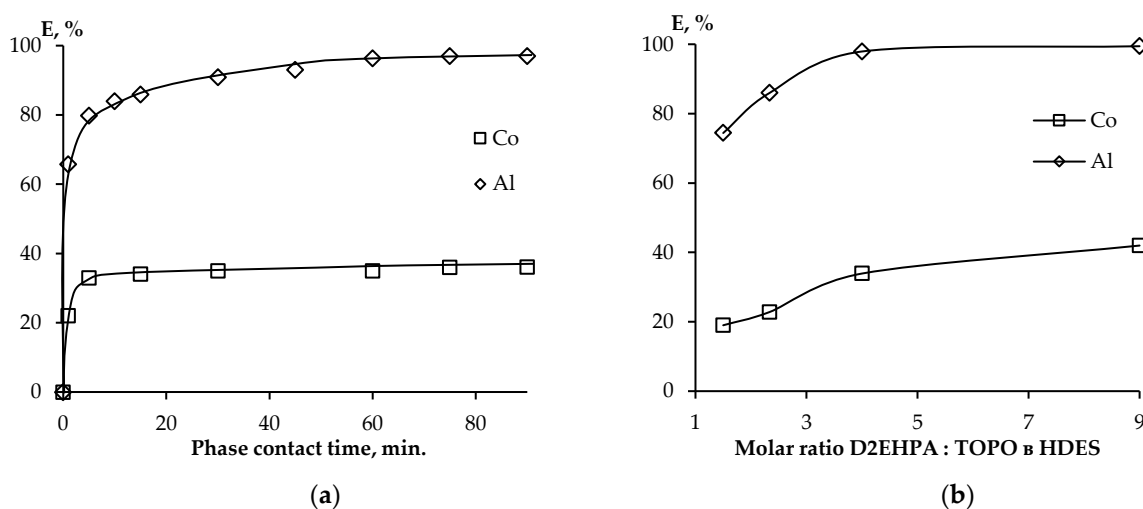 E, %
100
80
60
40
20
0
Co
Al
0 20 40 60 80
Phase contact time, min.
(a)
E, %
100
80
60
40
20
0
Co
Al
1 3 5 7 9
Molar ratio D2EHPA : TOPO в HDES
(b)